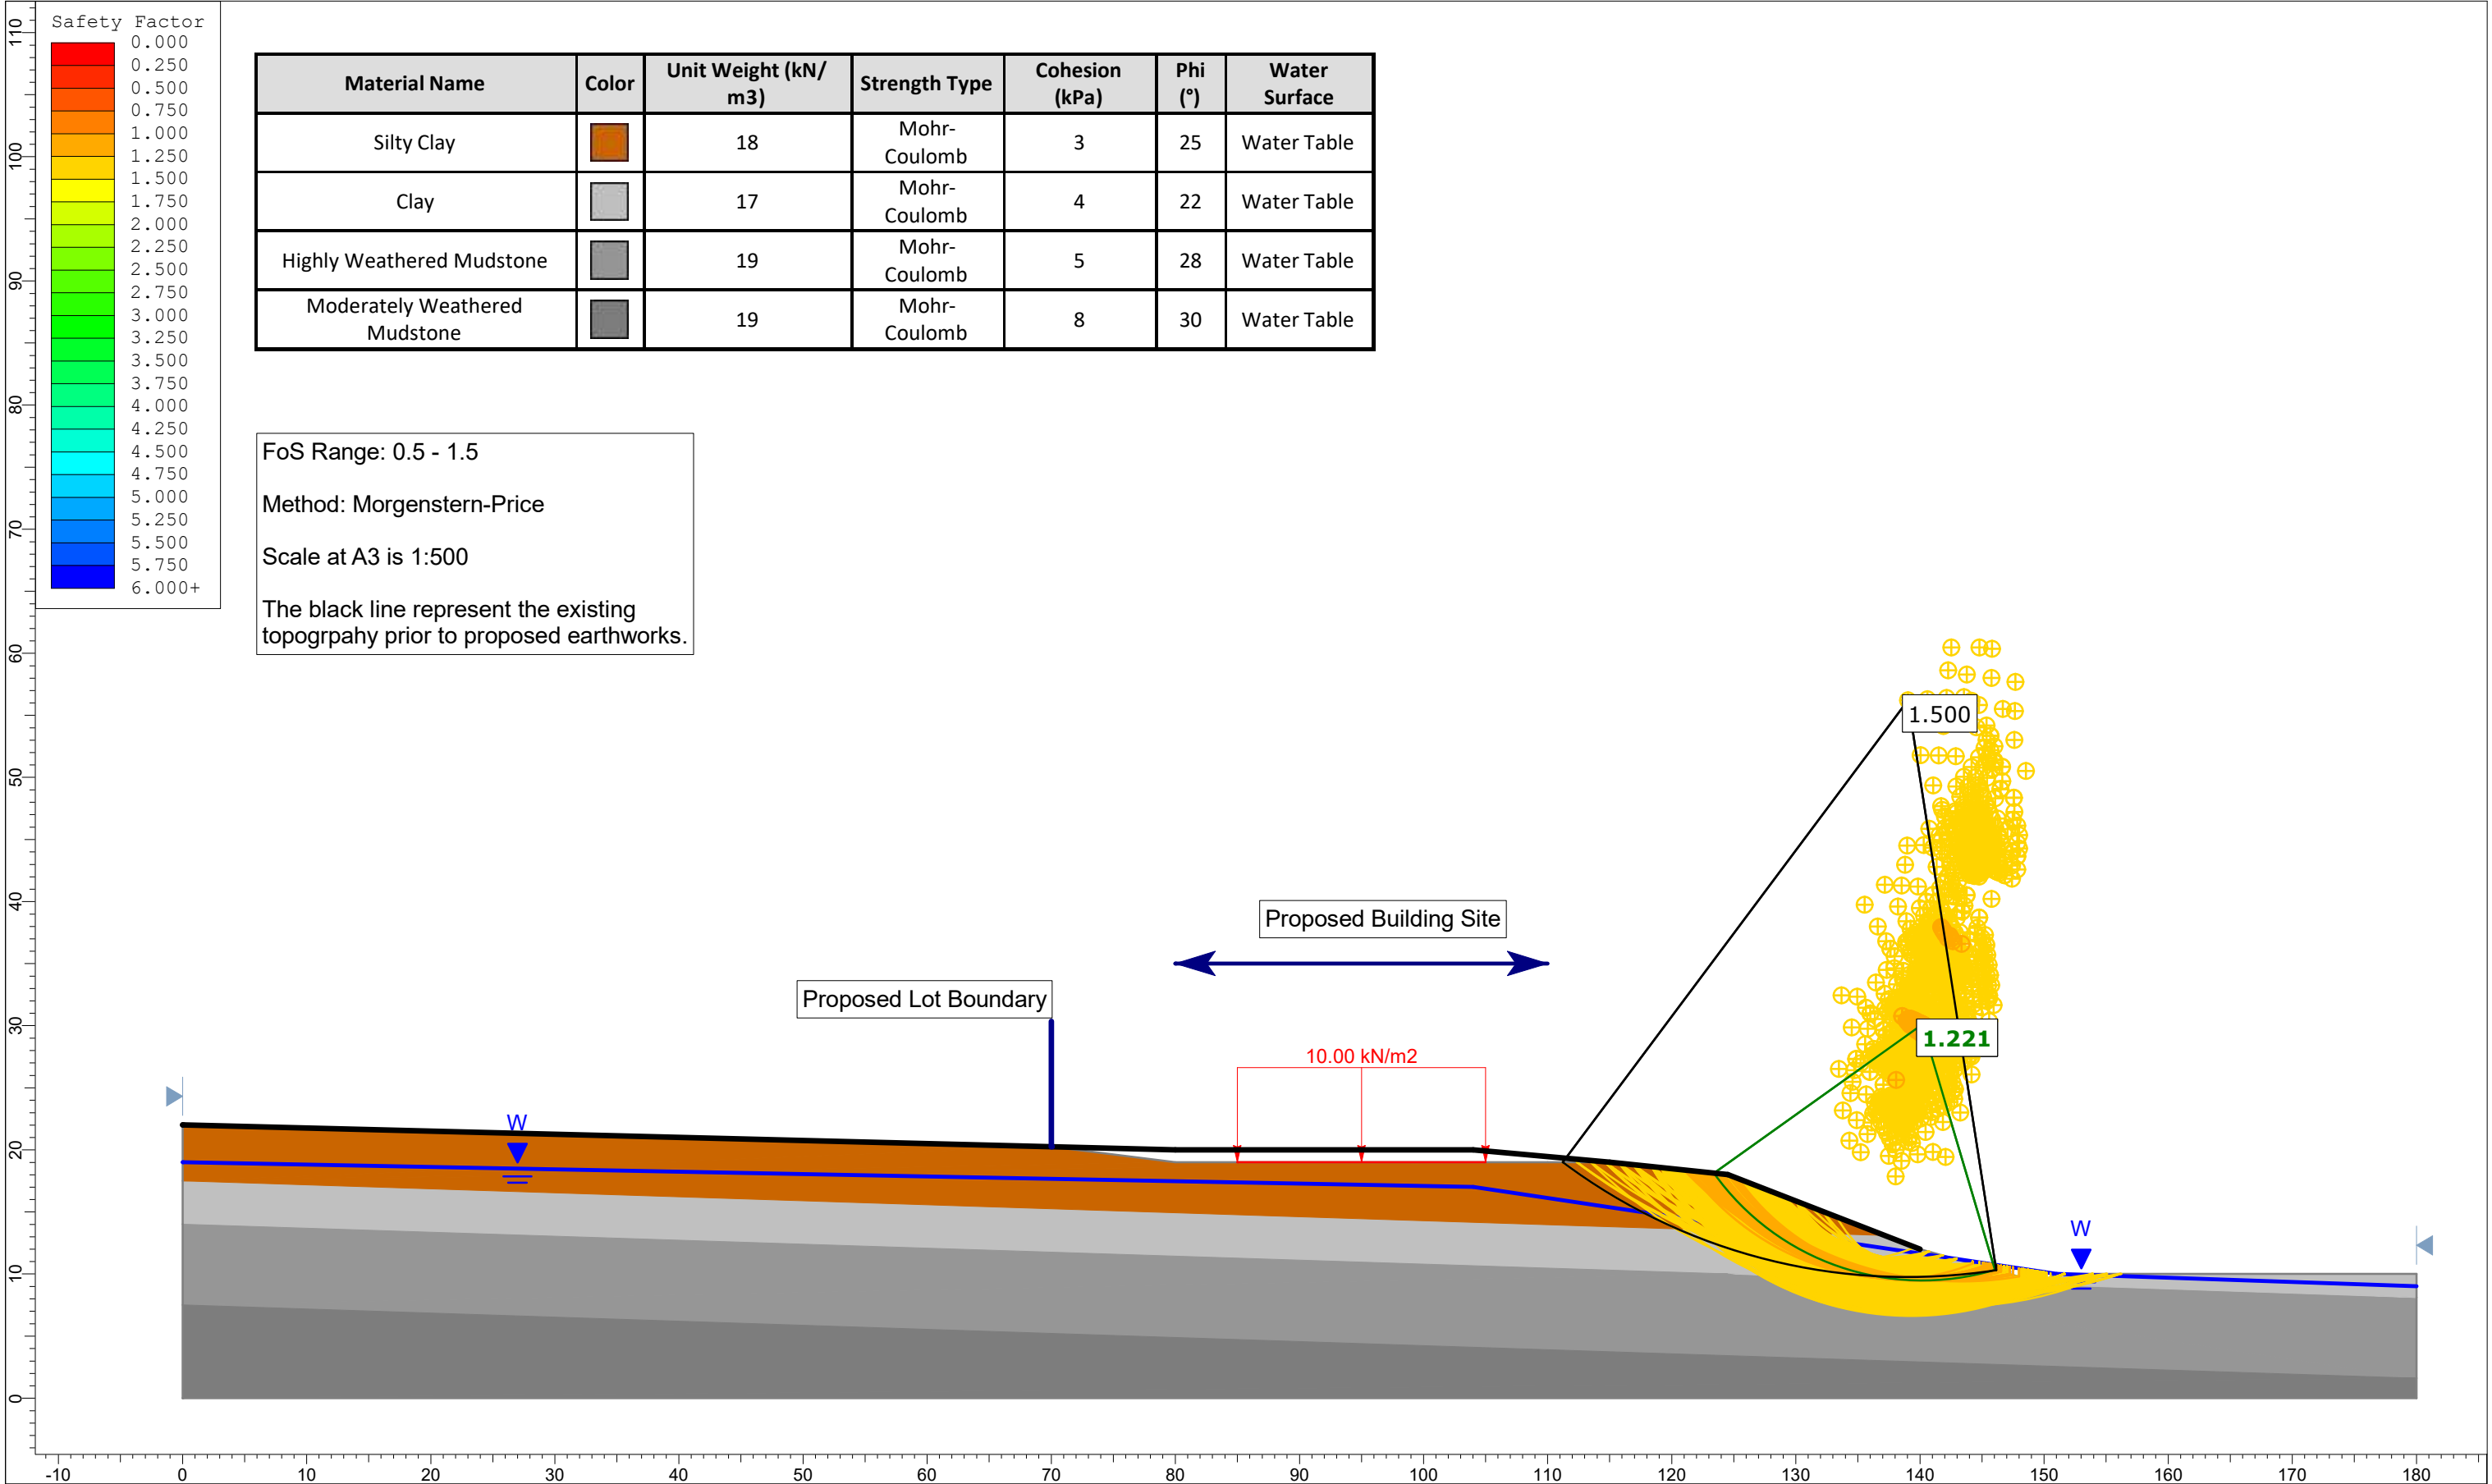 Safety Factor
0.000
0.250
0.500
0.750
1.000
1.250
1.500
1.750
2.000
2.250
2.500
2.750
3.000
3.250
3.500
3.750
4.000
4.250
4.500
4.750
5.000
5.250
5.500
5.750
6.000+
Material Name Color Unit Weight (kN/ Strength Type Cohesion Phi Water
m3) (kPa) (°) Surface
Silty Clay 18 Mohr- 3 25 Water Table
Coulomb
Clay 17 Mohr- 4 22 Water Table
Coulomb
Highly Weathered Mudstone 19 Mohr- 5 28 Water Table
Coulomb
Moderately Weathered 19 Mohr- 8 30 Water Table
Mudstone Coulomb
FoS Range: 0.5 - 1.5
Method: Morgenstern-Price
Scale at A3 is 1:500
The black line represent the existing
topogrpahy prior to proposed earthworks.
1.500
Proposed Building Site
Proposed Lot Boundary
1.221
10.00 kN/m2
W
W
110
100
90
80
70
60
50
40
30
20
10
0
-10 0 10 20 30 40 50 60 70 80 90 100 110 120 130 140 150 160 170 180